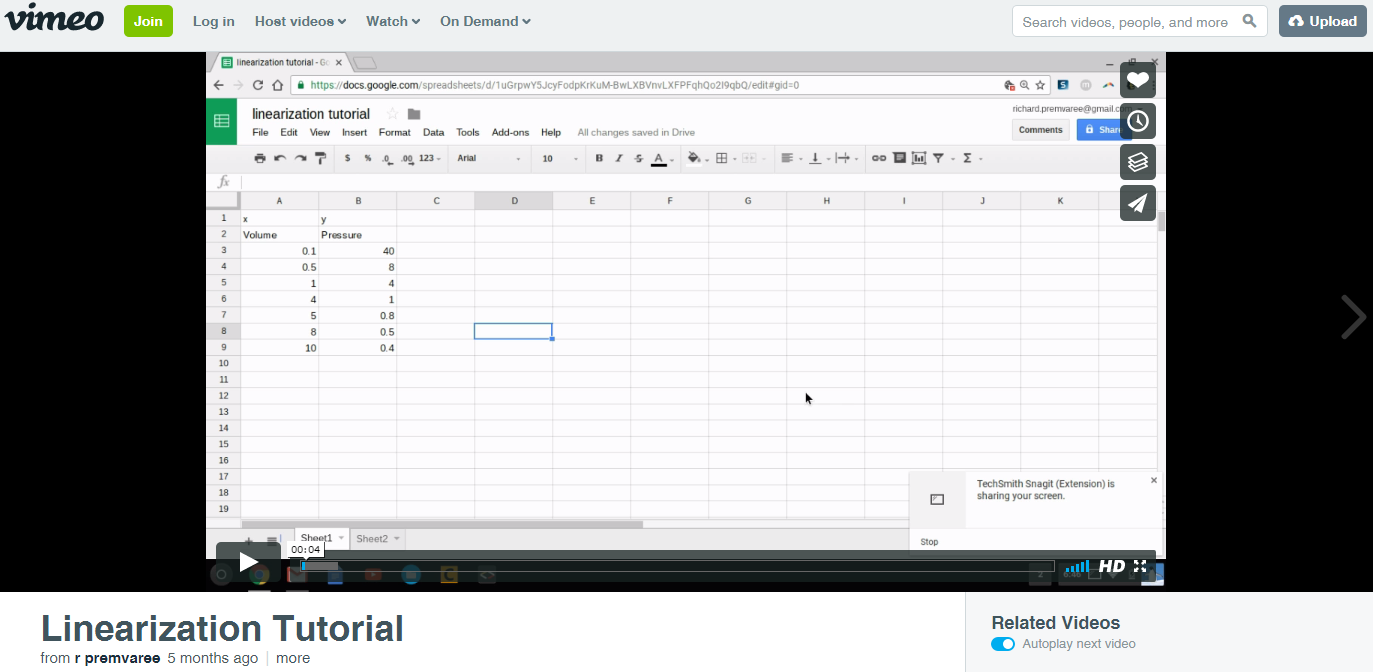 vimeo Join Log in Host videos Watch On Demand Search videos, people, and more Upload
linearization tutorial - Go
https://docs.google.com/spreadsheets/d/1uGrpwY5JcyFodpKrKuM-BwLXBVnvLXFPFqhQo2I9qbQ/edit#gid=0
linearization tutorial
richard.premvaree@gmail.com
File Edit View Insert Format Data Tools Add-ons Help All changes saved in Drive
Comments Share
$ % .0 .00 123 Arial 10 B I S A Σ
fx
A B C D E F G H I J K
1 x y
2 Volume Pressure
3 0.1 40
4 0.5 8
5 1 4
6 4 1
7 5 0.8
8 8 0.5
9 10 0.4
10
11
12
13
14
15
16
17
18
19
TechSmith Snagit (Extension) is
sharing your screen.
Stop
Sheet1 Sheet2
00:04
HD
Linearization Tutorial
from r premvaree 5 months ago more
Related Videos
Autoplay next video